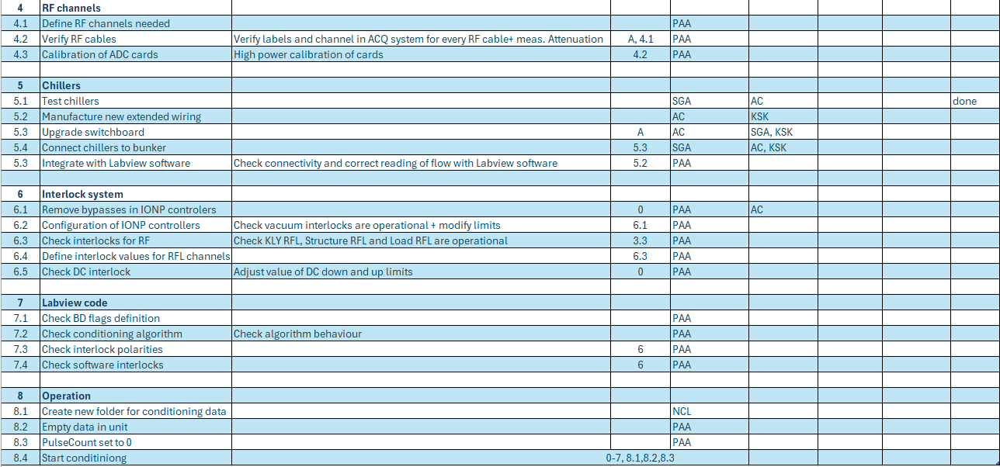 4 RF channels
4.1 Define RF channels needed PAA
4.2 Verify RF cables Verify labels and channel in ACQ system for every RF cable+ meas. Attenuation A, 4.1 PAA
4.3 Calibration of ADC cards High power calibration of cards 4.2 PAA
5 Chillers
5.1 Test chillers SGA AC done
5.2 Manufacture new extended wiring AC KSK
5.3 Upgrade switchboard A AC SGA, KSK
5.4 Connect chillers to bunker 5.3 SGA AC, KSK
5.3 Integrate with Labview software Check connectivity and correct reading of flow with Labview software 5.2 PAA
6 Interlock system
6.1 Remove bypasses in IONP controlers 0 PAA AC
6.2 Configuration of IONP controllers Check vacuum interlocks are operational + modify limits 6.1 PAA
6.3 Check interlocks for RF Check KLY RFL, Structure RFL and Load RFL are operational 3.3 PAA
6.4 Define interlock values for RFL channels 6.3 PAA
6.5 Check DC interlock Adjust value of DC down and up limits 0 PAA
7 Labview code
7.1 Check BD flags definition PAA
7.2 Check conditioning algorithm Check algorithm behaviour PAA
7.3 Check interlock polarities 6 PAA
7.4 Check software interlocks 6 PAA
8 Operation
8.1 Create new folder for conditioning data NCL
8.2 Empty data in unit PAA
8.3 PulseCount set to 0 PAA
8.4 Start conditiniong 0-7, 8.1,8.2,8.3